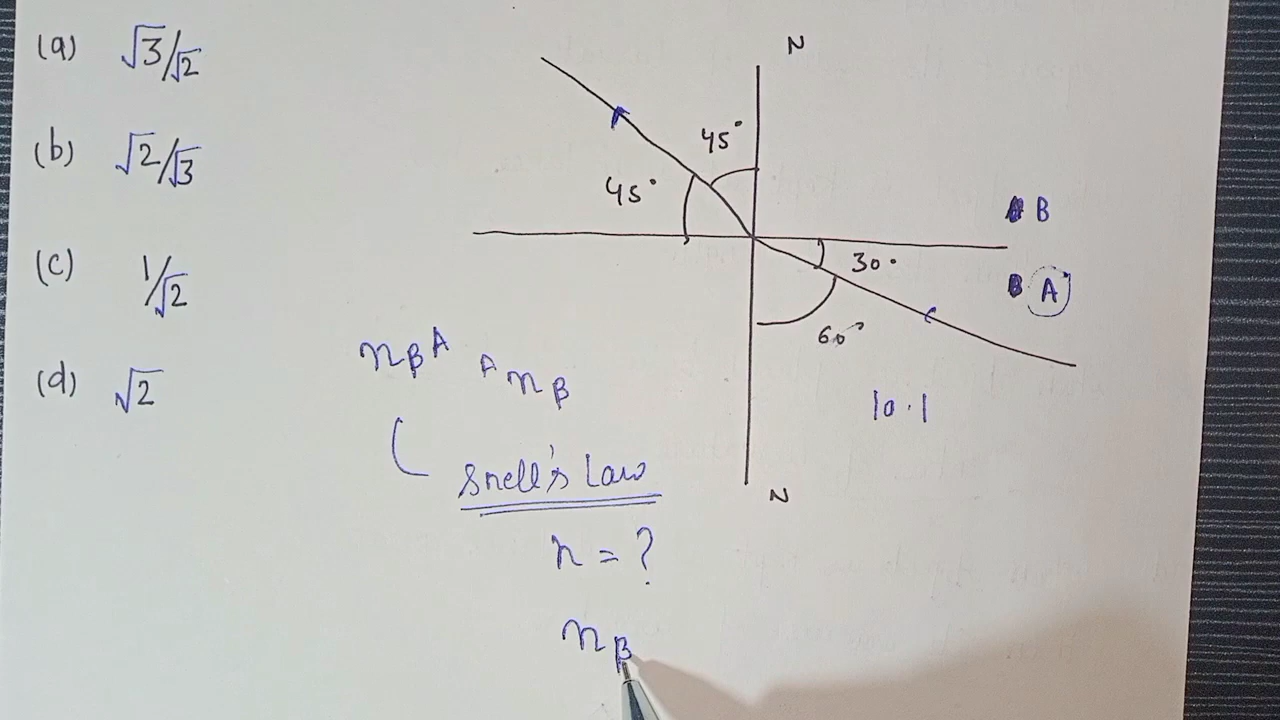 (a) √3/√2
(b) √2/√3
(c) 1/√2
(d) √2
N
45°
45°
B
30°
A
60°
10.1
N
n_B^A ^A n_B
Snell's Law
n = ?
n_B